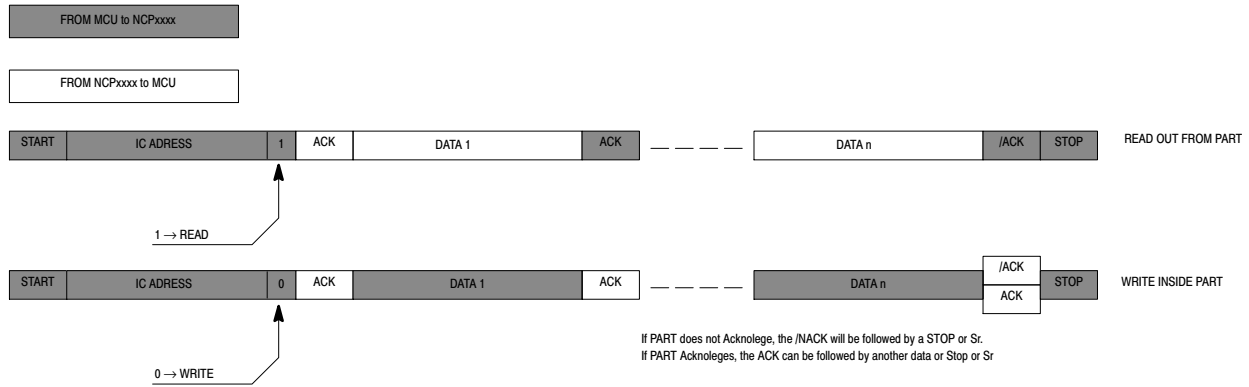 FROM MCU to NCPxxxx
FROM NCPxxxx to MCU
START IC ADRESS 1 ACK DATA 1 ACK DATA n /ACK STOP READ OUT FROM PART
1 → READ
START IC ADRESS 0 ACK DATA 1 ACK DATA n /ACK ACK STOP WRITE INSIDE PART
If PART does not Acknolege, the /NACK will be followed by a STOP or Sr.
If PART Acknoleges, the ACK can be followed by another data or Stop or Sr
0 → WRITE